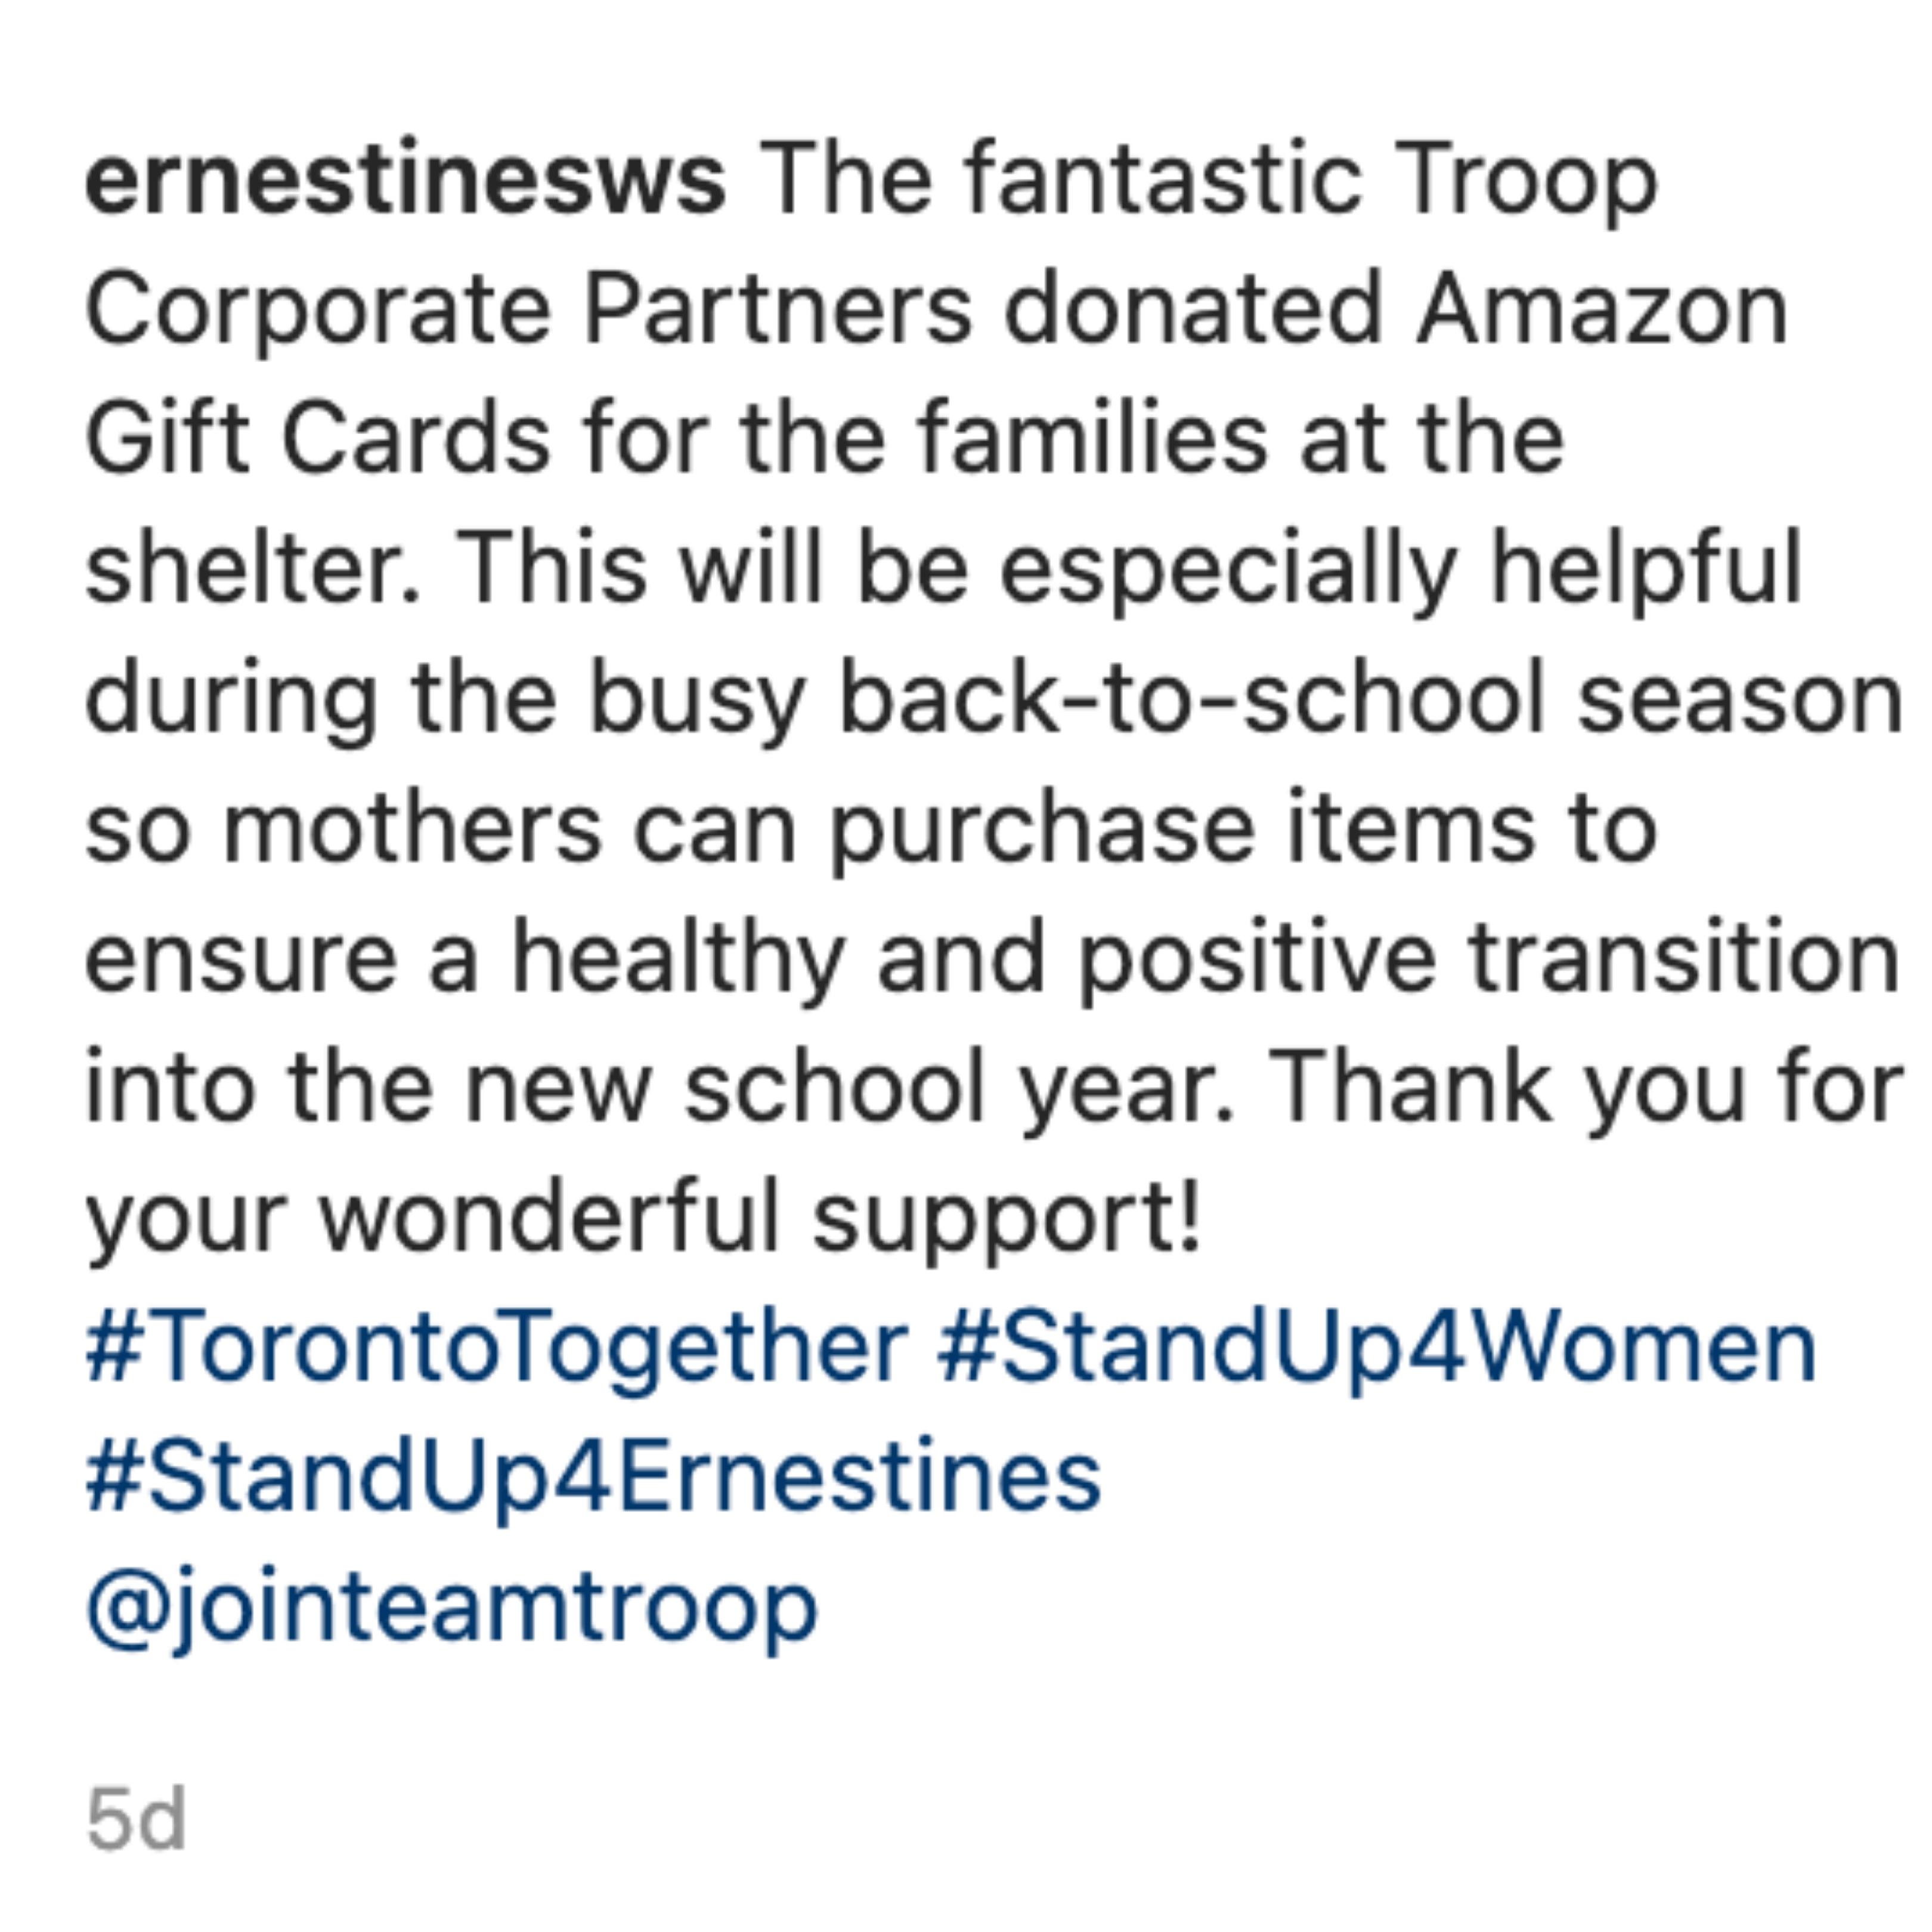 ernestinesws The fantastic Troop
Corporate Partners donated Amazon
Gift Cards for the families at the
shelter. This will be especially helpful
during the busy back-to-school season
so mothers can purchase items to
ensure a healthy and positive transition
into the new school year. Thank you for
your wonderful support!
#TorontoTogether #StandUp4Women
#StandUp4Ernestines
@jointeamtroop
5d